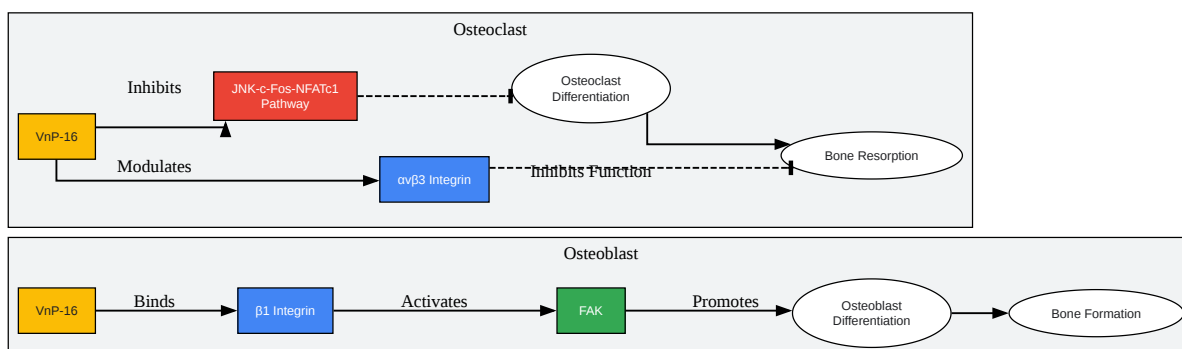 Osteoclast
Inhibits
JNK-c-Fos-NFATc1
Pathway
Osteoclast
Differentiation
VnP-16
Modulates
αvβ3 Integrin
Inhibits Function
Bone Resorption
Osteoblast
VnP-16
Binds
β1 Integrin
Activates
FAK
Promotes
Osteoblast
Differentiation
Bone Formation